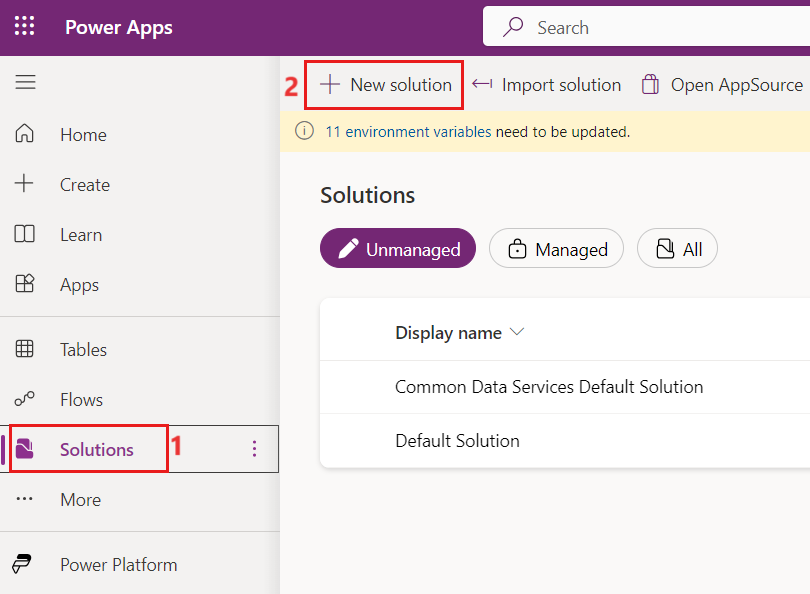 Power Apps
Search
Home
Create
Learn
Apps
Tables
Flows
Solutions
1
More
Power Platform
2
New solution
Import solution
Open AppSource
11 environment variables need to be updated.
Solutions
Unmanaged
Managed
All
Display name
Common Data Services Default Solution
Default Solution